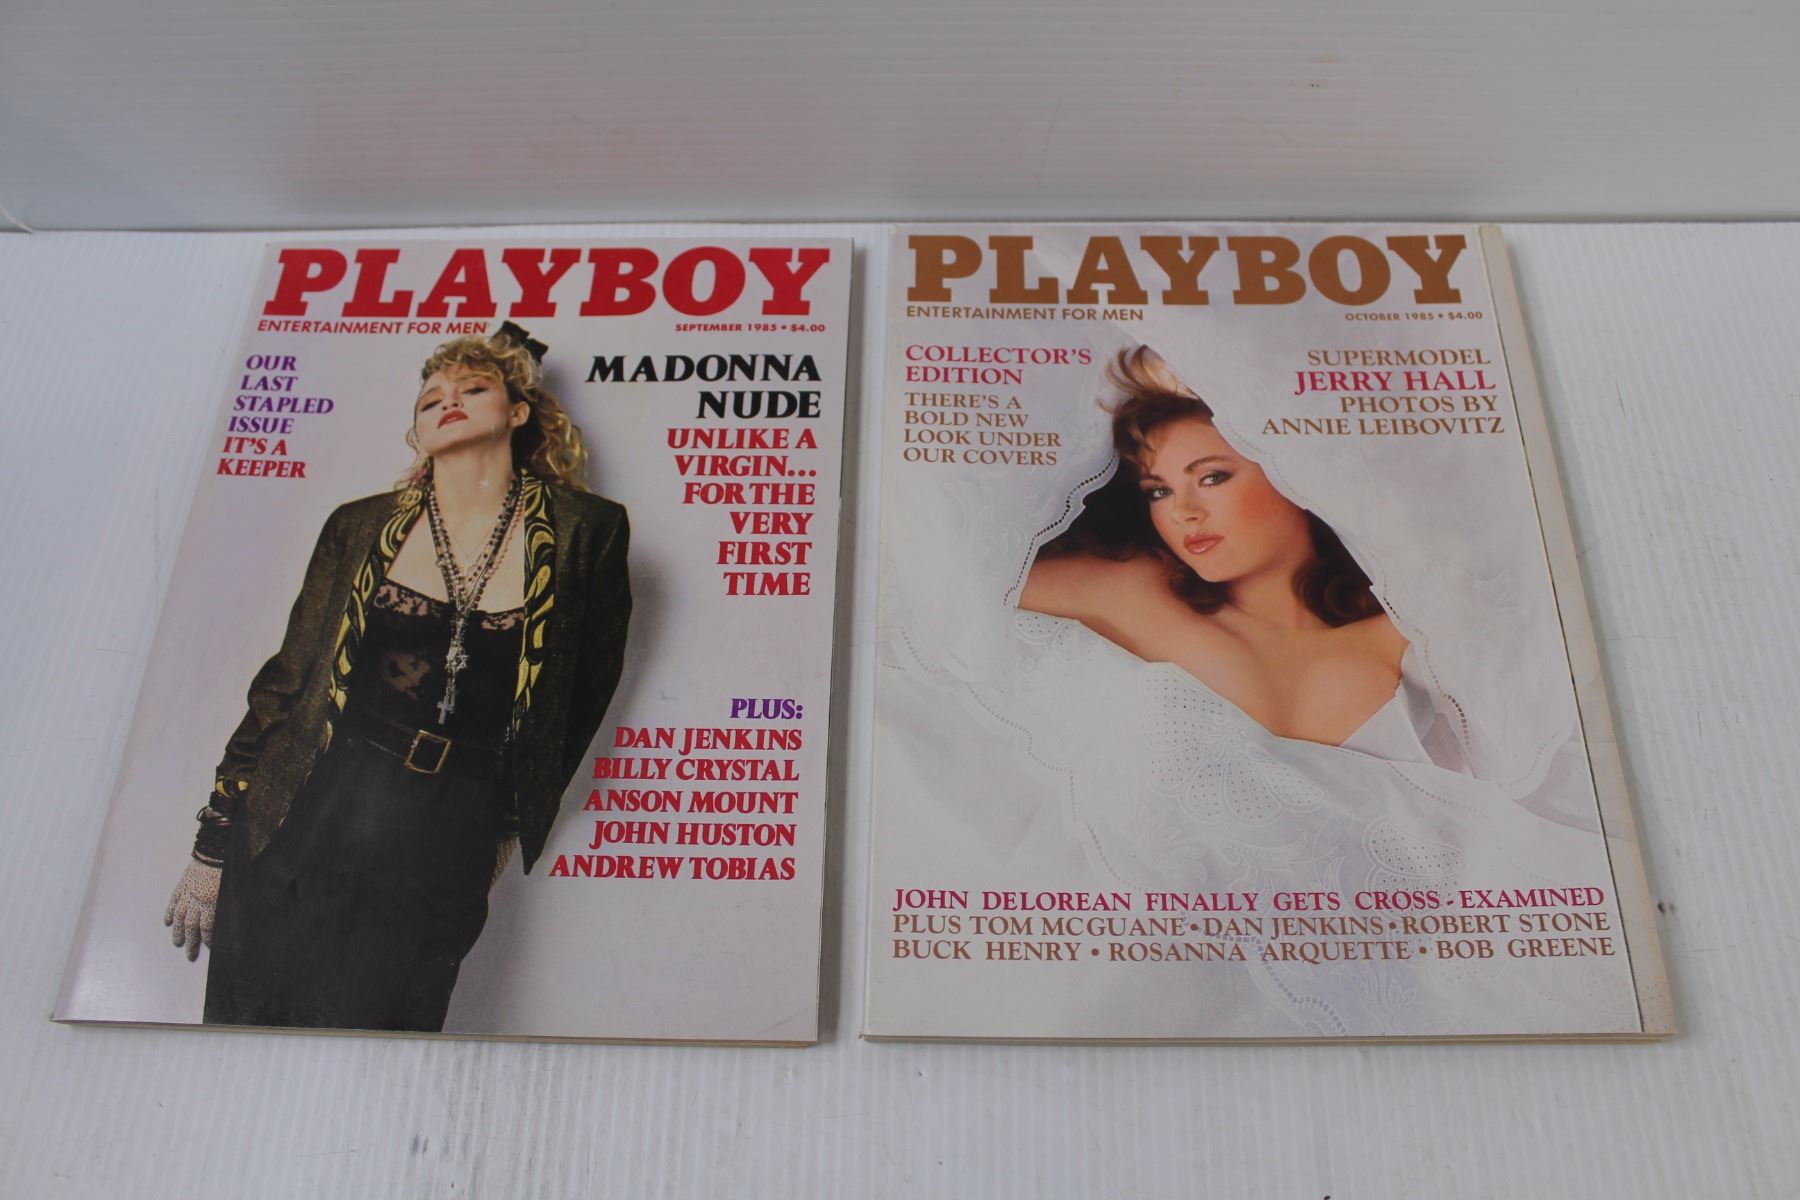 PLAYBOY
ENTERTAINMENT FOR MEN
SEPTEMBER 1985 • $4.00
OUR
LAST
STAPLED
ISSUE
IT'S A
KEEPER
MADONNA
NUDE
UNLIKE A
VIRGIN...
FOR THE
VERY
FIRST
TIME
PLUS:
DAN JENKINS
BILLY CRYSTAL
ANSON MOUNT
JOHN HUSTON
ANDREW TOBIAS
PLAYBOY
ENTERTAINMENT FOR MEN
OCTOBER 1985 • $4.00
COLLECTOR'S
EDITION
THERE'S A
BOLD NEW
LOOK UNDER
OUR COVERS
SUPERMODEL
JERRY HALL
PHOTOS BY
ANNIE LEIBOVITZ
JOHN DELOREAN FINALLY GETS CROSS-EXAMINED
PLUS TOM MCGUANE • DAN JENKINS • ROBERT STONE
BUCK HENRY • ROSANNA ARQUETTE • BOB GREENE